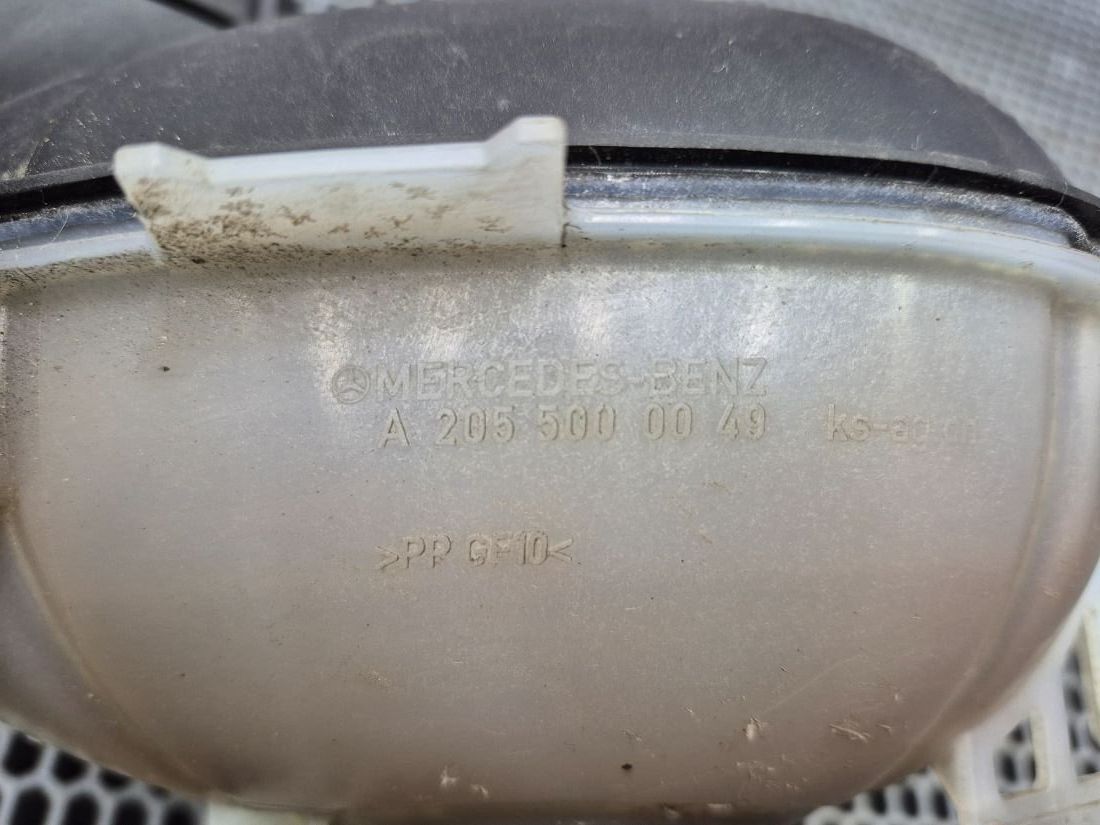 MERCEDES-BENZ
A 205 500 00 49
>PP GF10<